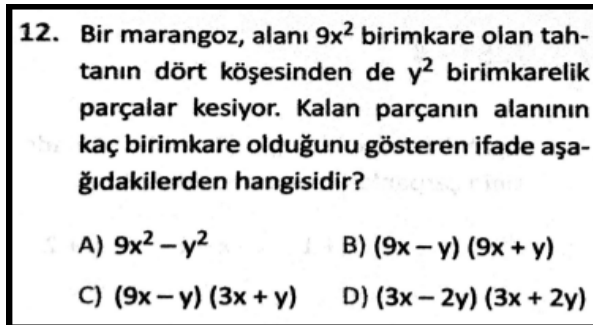 12. Bir marangoz, alanı 9x² birimkare olan tah-
tanın dört köşesinden de y² birimkarelik
parçalar kesiyor. Kalan parçanın alanının
kaç birimkare olduğunu gösteren ifade aşa-
ğıdakilerden hangisidir?
A) 9x² – y² B) (9x – y) (9x + y)
C) (9x – y) (3x + y) D) (3x – 2y) (3x + 2y)